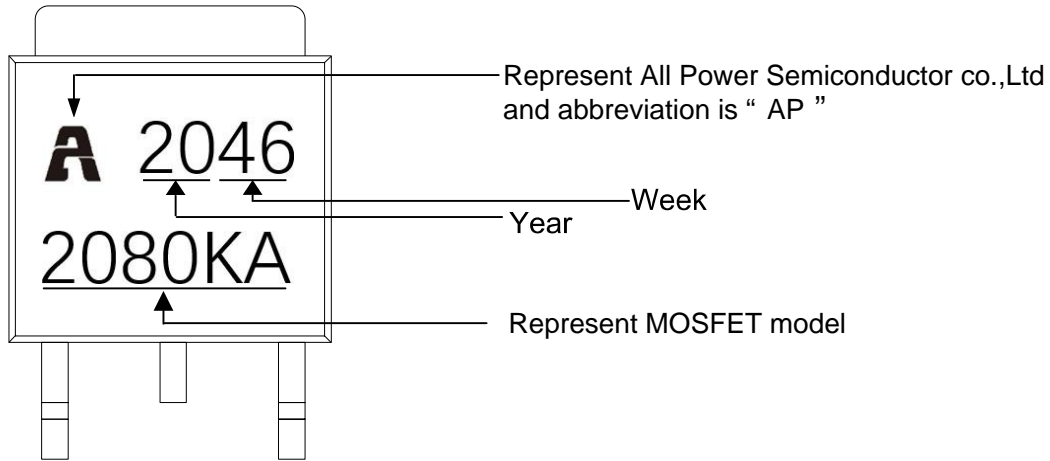 Represent All Power Semiconductor co.,Ltd
and abbreviation is “ AP ”
A 2046
Week
Year
2080KA
Represent MOSFET model